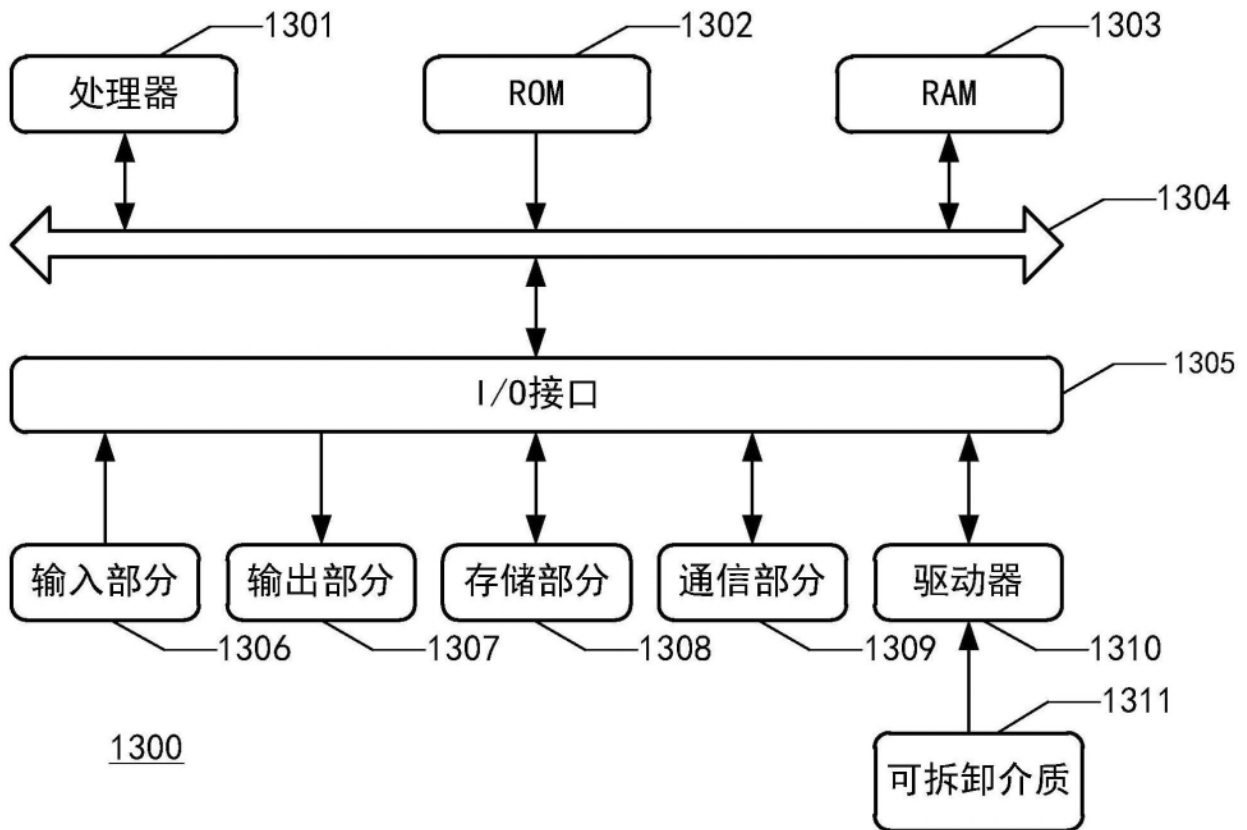 1301
1302
1303
处理器
ROM
RAM
1304
I/O接口
1305
输入部分
输出部分
存储部分
通信部分
驱动器
1306
1307
1308
1309
1310
1311
1300
可拆卸介质